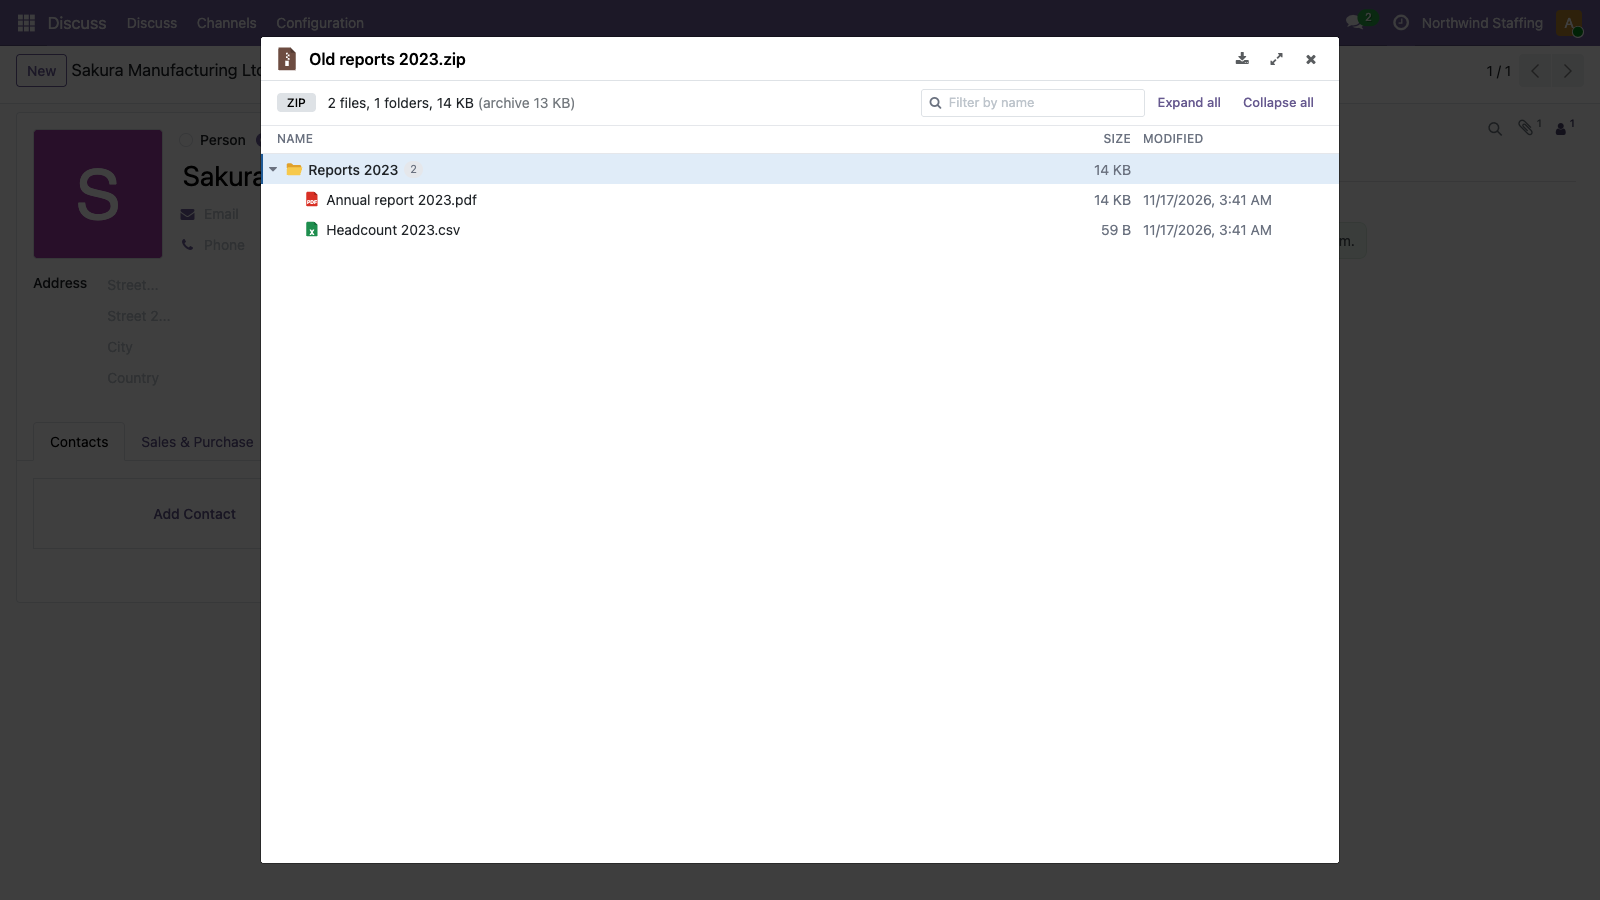 Discuss Discuss Channels Configuration 2 Northwind Staffing A
New Sakura Manufacturing Ltd 1 / 1
Old reports 2023.zip
ZIP 2 files, 1 folders, 14 KB (archive 13 KB) Filter by name Expand all Collapse all
NAME SIZE MODIFIED
Reports 2023 2 14 KB
PDF Annual report 2023.pdf 14 KB 11/17/2026, 3:41 AM
X Headcount 2023.csv 59 B 11/17/2026, 3:41 AM
1 1
S
Person
Sakura
Email
Phone
m.
Address Street...
Street 2...
City
Country
Contacts Sales & Purchase
Add Contact